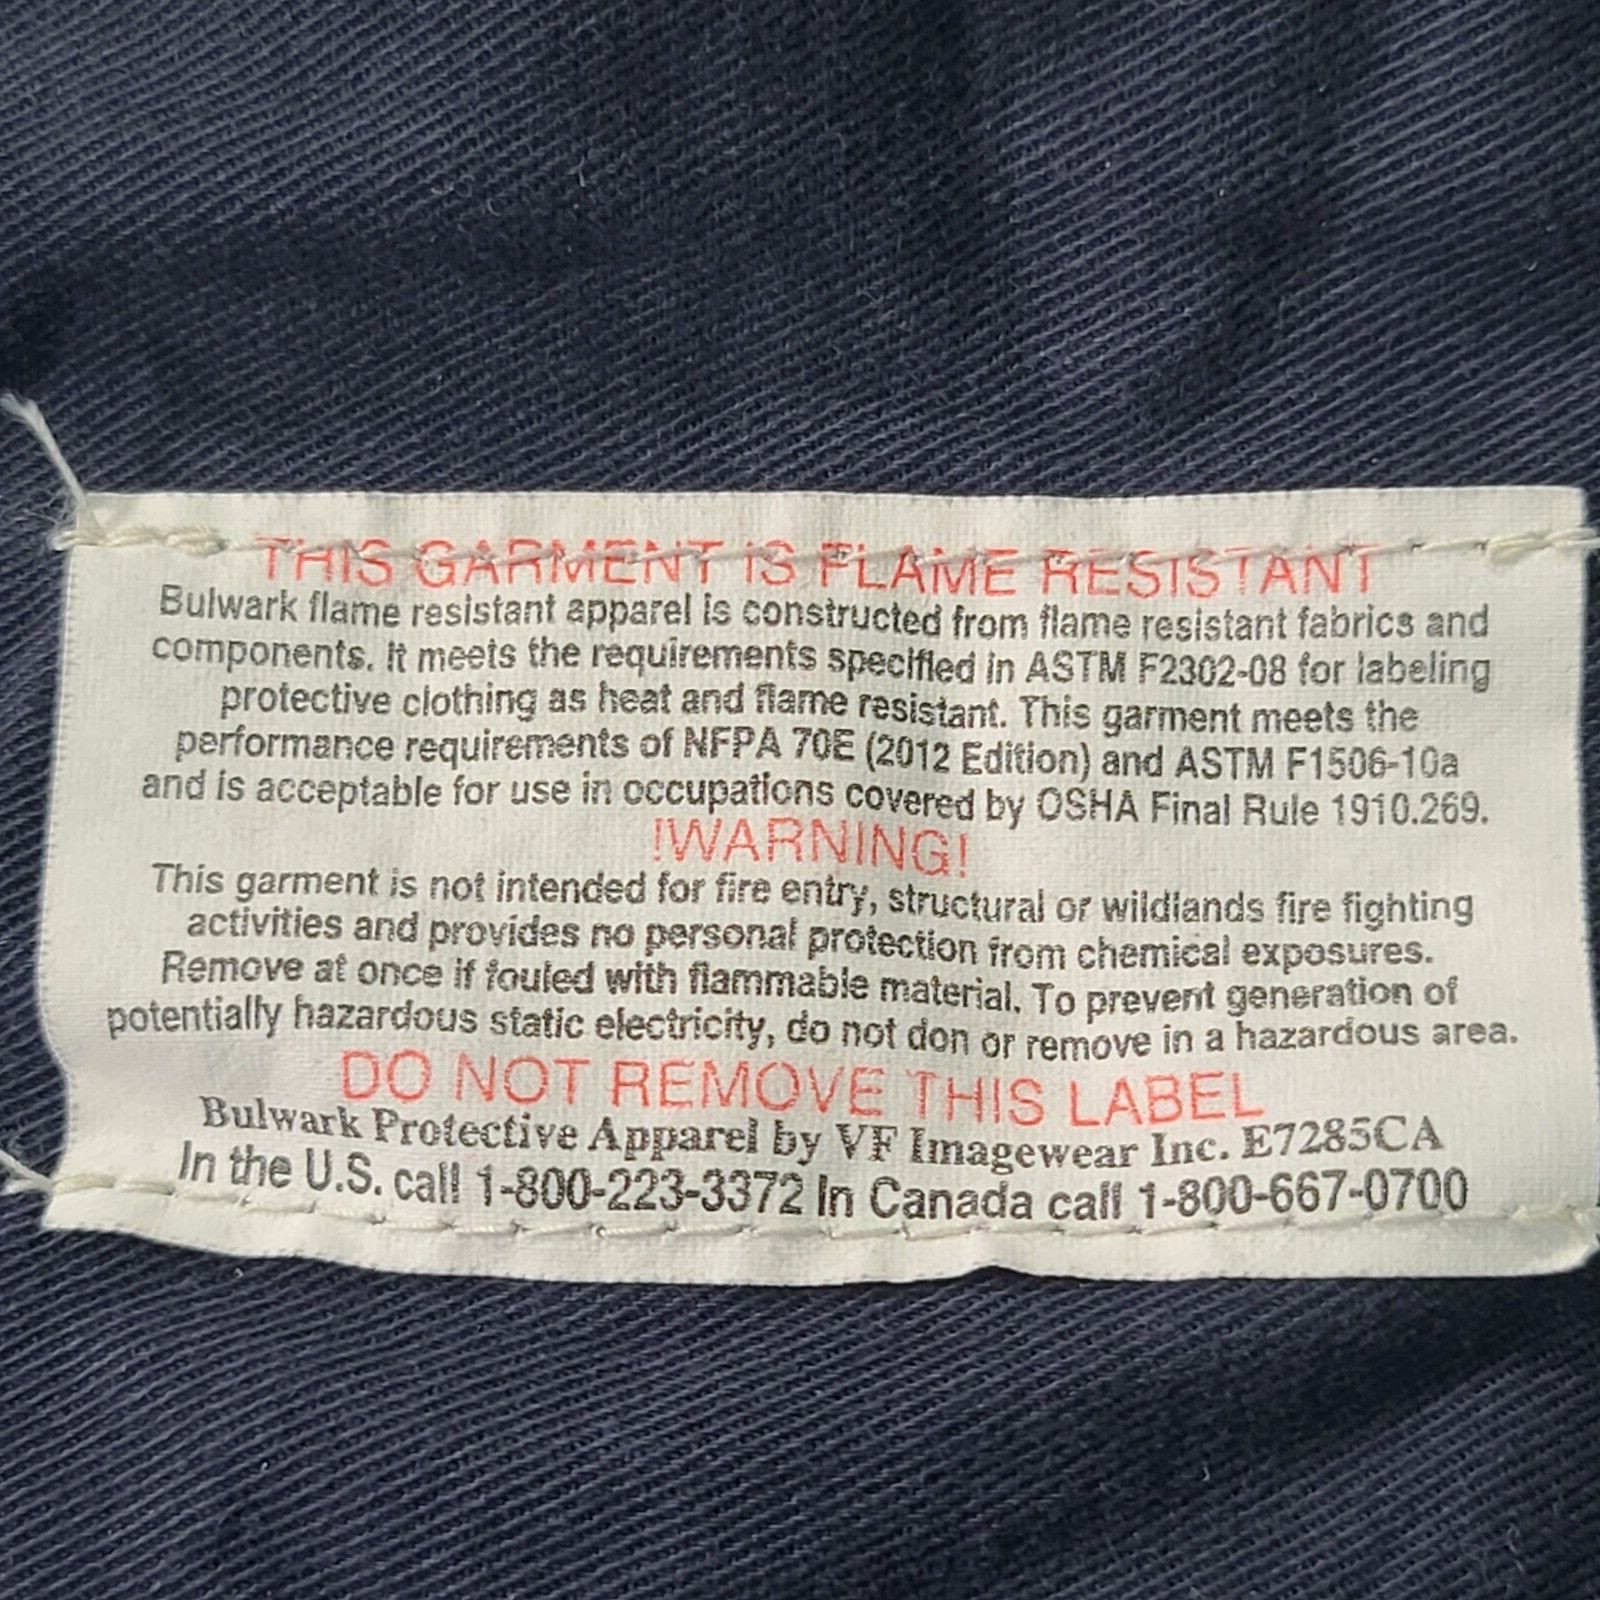 THIS GARMENT IS FLAME RESISTANT
Bulwark flame resistant apparel is constructed from flame resistant fabrics and
components. It meets the requirements specified in ASTM F2302-08 for labeling
protective clothing as heat and flame resistant. This garment meets the
performance requirements of NFPA 70E (2012 Edition) and ASTM F1506-10a
and is acceptable for use in occupations covered by OSHA Final Rule 1910.269.
!WARNING!
This garment is not intended for fire entry, structural or wildlands fire fighting
activities and provides no personal protection from chemical exposures.
Remove at once if fouled with flammable material. To prevent generation of
potentially hazardous static electricity, do not don or remove in a hazardous area.
DO NOT REMOVE THIS LABEL
Bulwark Protective Apparel by VF Imagewear Inc. E7285CA
In the U.S. call 1-800-223-3372 In Canada call 1-800-667-0700